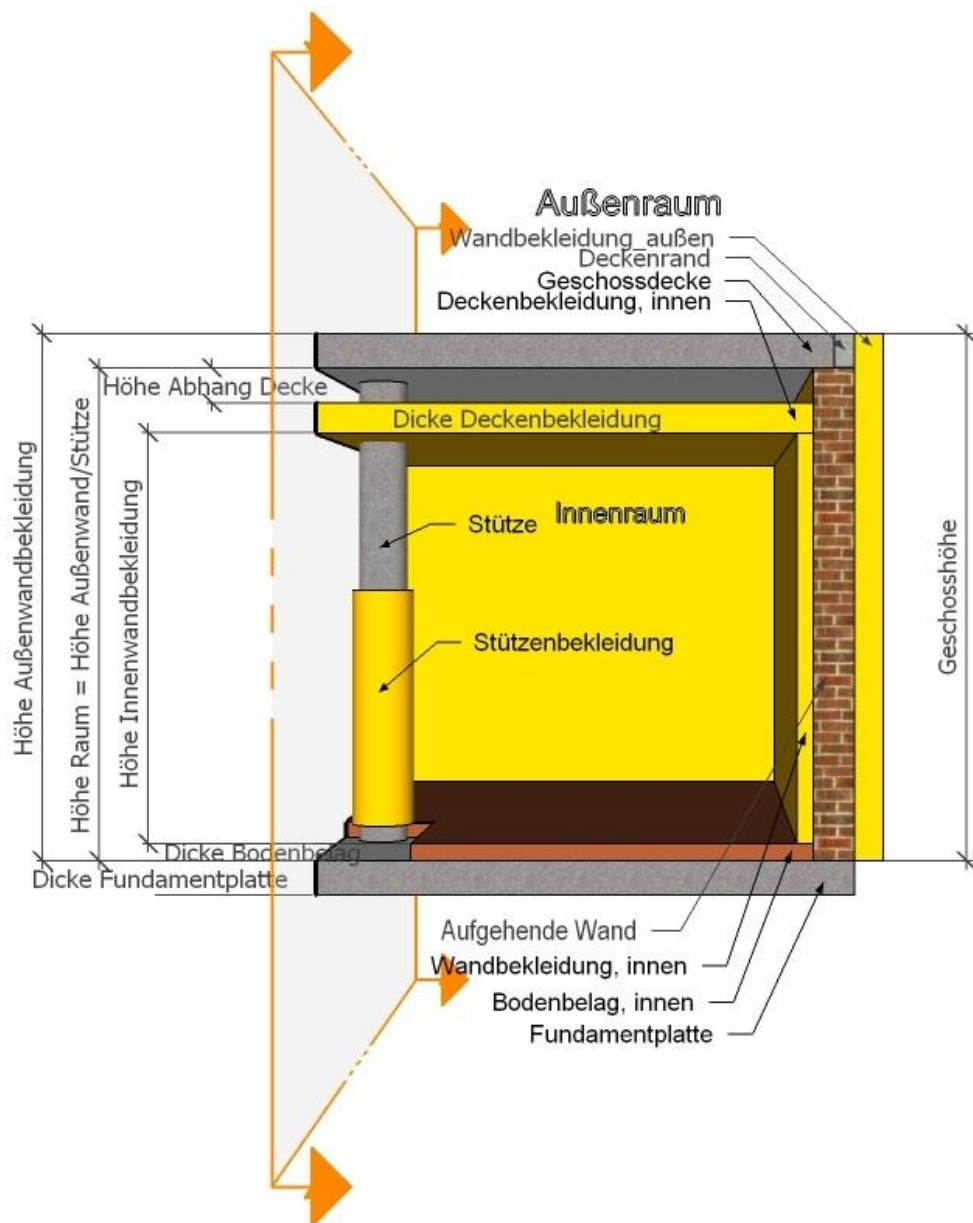 Außenraum
Wandbekleidung_außen
Deckenrand
Geschossdecke
Deckenbekleidung, innen
Höhe Abhang Decke
Dicke Deckenbekleidung
Innenraum
Stütze
Stützenbekleidung
Höhe Außenwandbekleidung
Höhe Raum = Höhe Außenwand/Stütze
Höhe Innenwandbekleidung
Geschosshöhe
Dicke Bodenbelag
Dicke Fundamentplatte
Aufgehende Wand
Wandbekleidung, innen
Bodenbelag, innen
Fundamentplatte